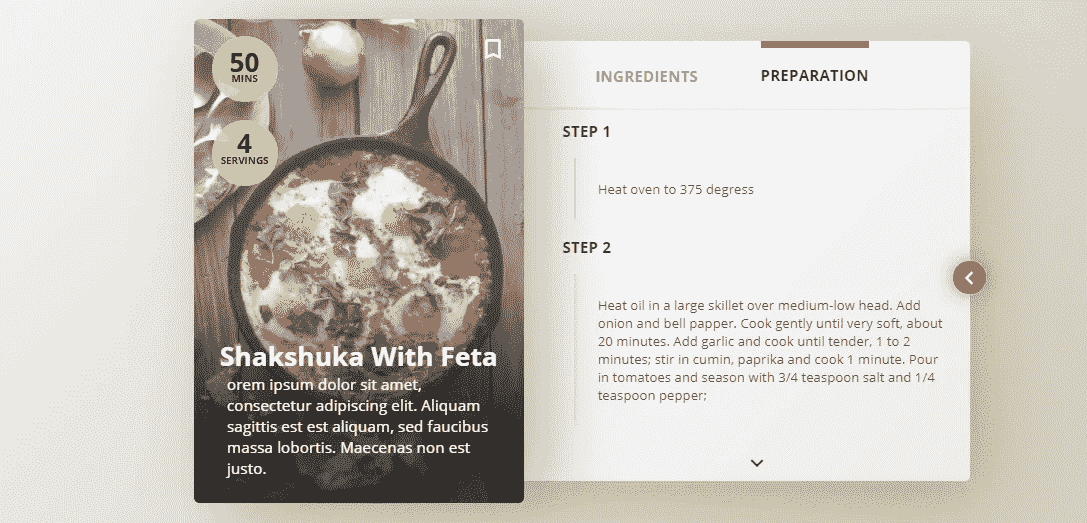 50
MINS
4
SERVINGS
Shakshuka With Feta
orem ipsum dolor sit amet,
consectetur adipiscing elit. Aliquam
sagittis est est aliquam, sed faucibus
massa lobortis. Maecenas non est
justo.
INGREDIENTS
PREPARATION
STEP 1
Heat oven to 375 degress
STEP 2
Heat oil in a large skillet over medium-low head. Add
onion and bell papper. Cook gently until very soft, about
20 minutes. Add garlic and cook until tender, 1 to 2
minutes; stir in cumin, paprika and cook 1 minute. Pour
in tomatoes and season with 3/4 teaspoon salt and 1/4
teaspoon pepper;